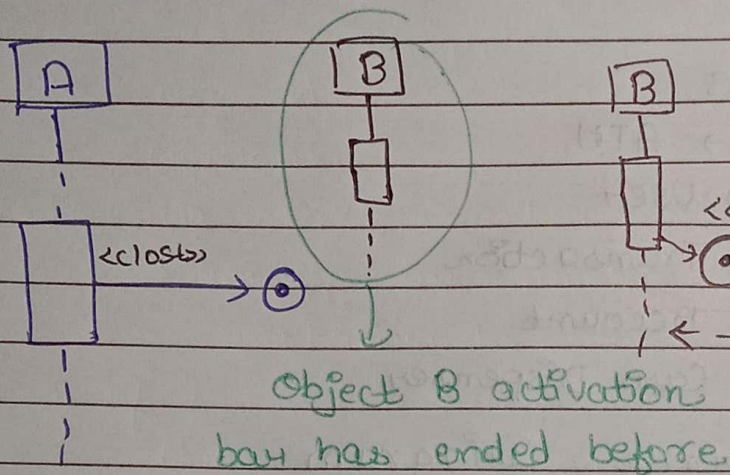 A
B
B
<<close>>
<<
Object B activation
bar has ended before